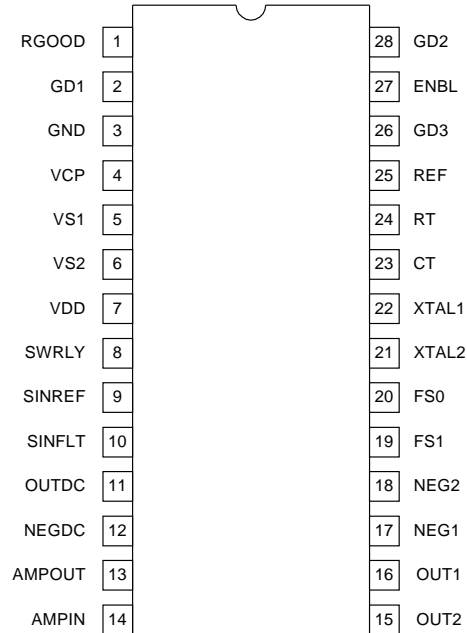 RGOOD 1 28 GD2
GD1 2 27 ENBL
GND 3 26 GD3
VCP 4 25 REF
VS1 5 24 RT
VS2 6 23 CT
VDD 7 22 XTAL1
SWRLY 8 21 XTAL2
SINREF 9 20 FS0
SINFLT 10 19 FS1
OUTDC 11 18 NEG2
NEGDC 12 17 NEG1
AMPOUT 13 16 OUT1
AMPIN 14 15 OUT2